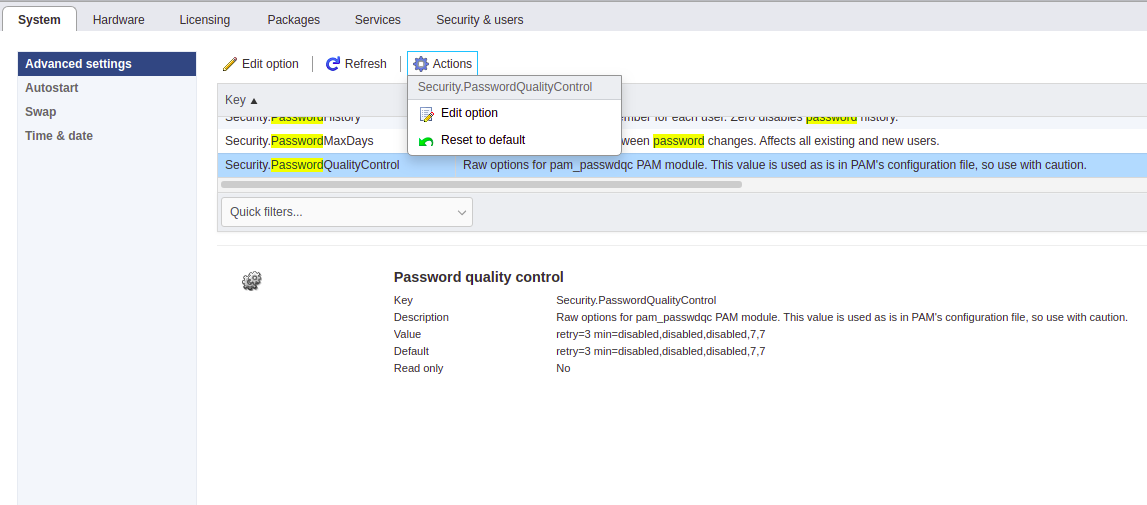 System Hardware Licensing Packages Services Security & users
Advanced settings
Autostart
Swap
Time & date
Edit option Refresh Actions
Security.PasswordQualityControl
Edit option
Reset to default
Key ▲
Security.PasswordHistory ember for each user. Zero disables password history.
Security.PasswordMaxDays ween password changes. Affects all existing and new users.
Security.PasswordQualityControl Raw options for pam_passwdqc PAM module. This value is used as is in PAM's configuration file, so use with caution.
Quick filters...
Password quality control
Key Security.PasswordQualityControl
Description Raw options for pam_passwdqc PAM module. This value is used as is in PAM's configuration file, so use with caution.
Value retry=3 min=disabled,disabled,disabled,7,7
Default retry=3 min=disabled,disabled,disabled,7,7
Read only No